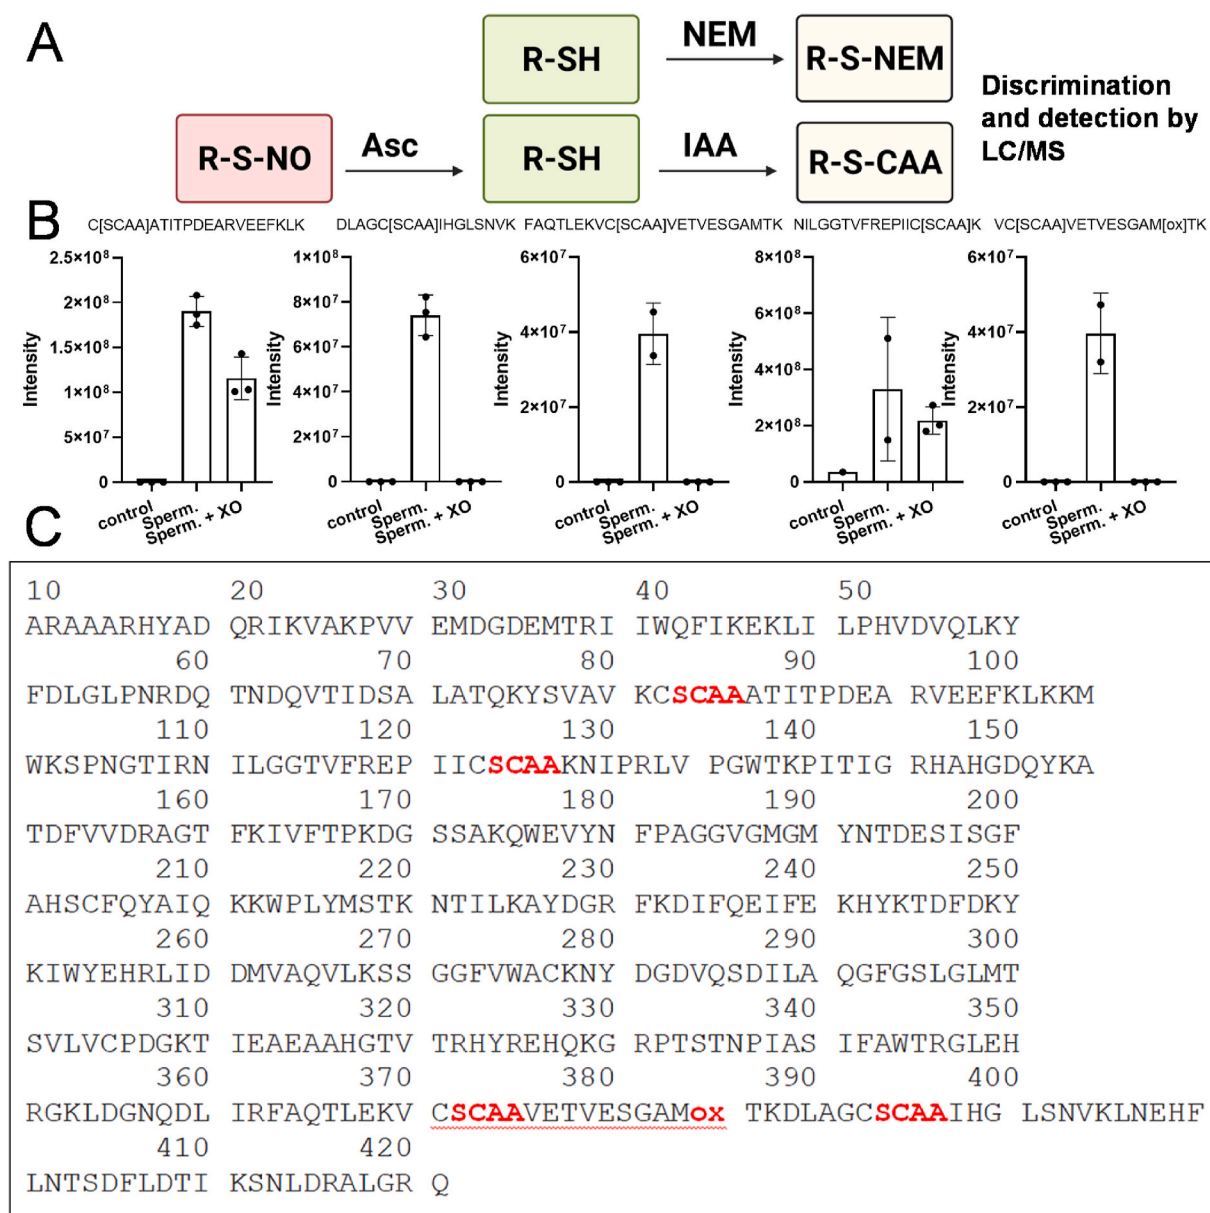 A
R-SH
NEM
R-S-NEM
Discrimination
and detection by
LC/MS
R-S-NO
Asc
R-SH
IAA
R-S-CAA
B
C[SCAA]ATITPDEARVEEFKLK
Intensity
2.5×10⁸
2×10⁸
1.5×10⁸
1×10⁸
5×10⁷
0
control
Sperm.
Sperm. + XO
DLAGC[SCAA]IHGLSNVK
Intensity
1×10⁸
8×10⁷
6×10⁷
4×10⁷
2×10⁷
0
control
Sperm.
Sperm. + XO
FAQTLEKVC[SCAA]VETVESGAMTK
Intensity
6×10⁷
4×10⁷
2×10⁷
0
control
Sperm.
Sperm. + XO
NILGGTVFREPIIC[SCAA]K
Intensity
8×10⁸
6×10⁸
4×10⁸
2×10⁸
0
control
Sperm.
Sperm. + XO
VC[SCAA]VETVESGAM[ox]TK
Intensity
6×10⁷
4×10⁷
2×10⁷
0
control
Sperm.
Sperm. + XO
C
10 20 30 40 50
ARAAARHYAD QRIKVAKPVV EMDGDEMTRI IWQFIKEKLI LPHVDVQLKY
60 70 80 90 100
FDLGLPNRDQ TNDQVTIDSA LATQKYSVAV KCSCAAATITPDEA RVEEFKLKKM
110 120 130 140 150
WKSPNGTIRN ILGGTVFREP IICSCAAKNIPRLV PGWTKPITIG RHAHGDQYKA
160 170 180 190 200
TDFVVDRAGT FKIVFTPKDG SSAKQWEVYN FPAGGVGMGM YNTDESISGF
210 220 230 240 250
AHSCFQYAIQ KKWPLYMSTK NTILKAYDGR FKDIFQEIFE KHYKTDFDKY
260 270 280 290 300
KIWYEHRLID DMVAQVLKSS GGFVWACKNY DGDVQSDILA QGFGSLGLMT
310 320 330 340 350
SVLVCPDGKT IEAEAAHGTV TRHYREHQKG RPTSTNPIAS IFAWTRGLEH
360 370 380 390 400
RGKLDGNQDL IRFAQTLEKV CSCAAVETVESGAMox TKDLAGCSCAAIHG LSNVKLNEHF
410 420
LNTSDFLDTI KSNLDRALGR Q